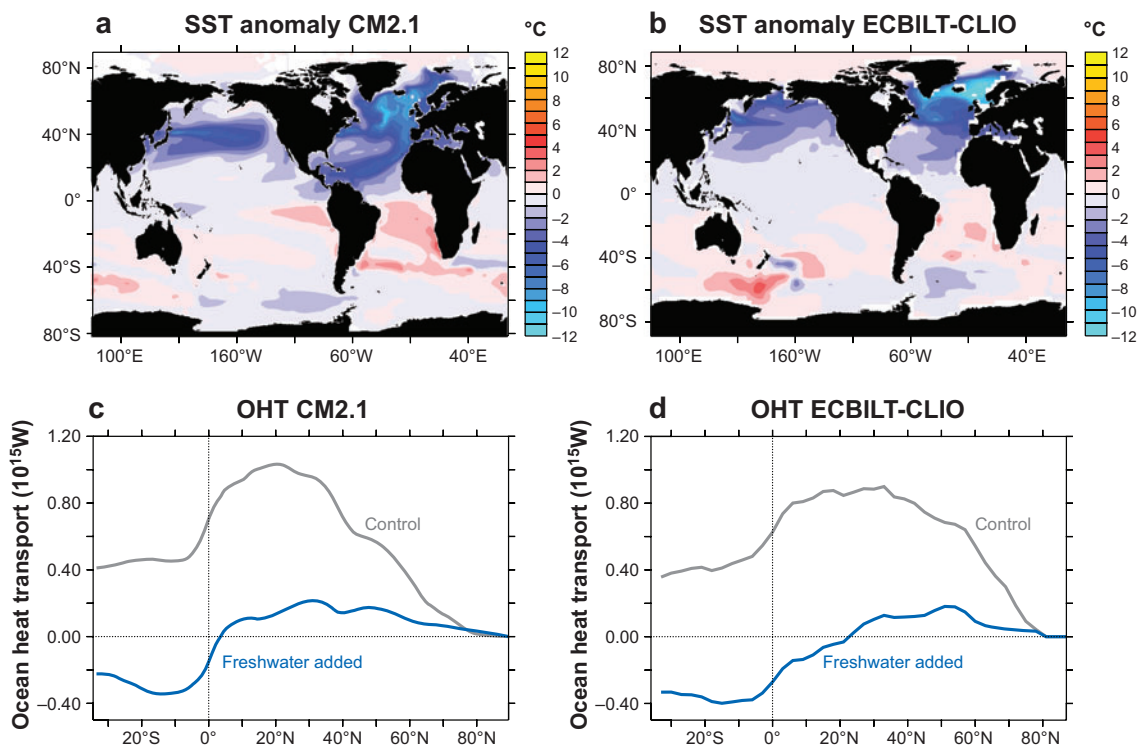 a SST anomaly CM2.1 °C
80°N
40°N
0°
40°S
80°S
100°E 160°W 60°W 40°E
12
10
8
6
4
2
0
–2
–4
–6
–8
–10
–12
b SST anomaly ECBILT-CLIO °C
80°N
40°N
0°
40°S
80°S
100°E 160°W 60°W 40°E
12
10
8
6
4
2
0
–2
–4
–6
–8
–10
–12
c OHT CM2.1
Ocean heat transport (10¹⁵W)
1.20
0.80
0.40
0.00
–0.40
Control
Freshwater added
20°S 0° 20°N 40°N 60°N 80°N
d OHT ECBILT-CLIO
Ocean heat transport (10¹⁵W)
1.20
0.80
0.40
0.00
–0.40
Control
Freshwater added
20°S 0° 20°N 40°N 60°N 80°N